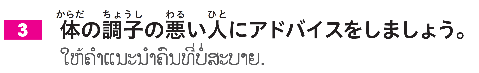 からだ ちょうし わる ひと
3 体の調子の悪い人にアドバイスをしましょう。
ໃຫ້ຄຳແນະນຳຄົນທີ່ບໍ່ສະບາຍ.